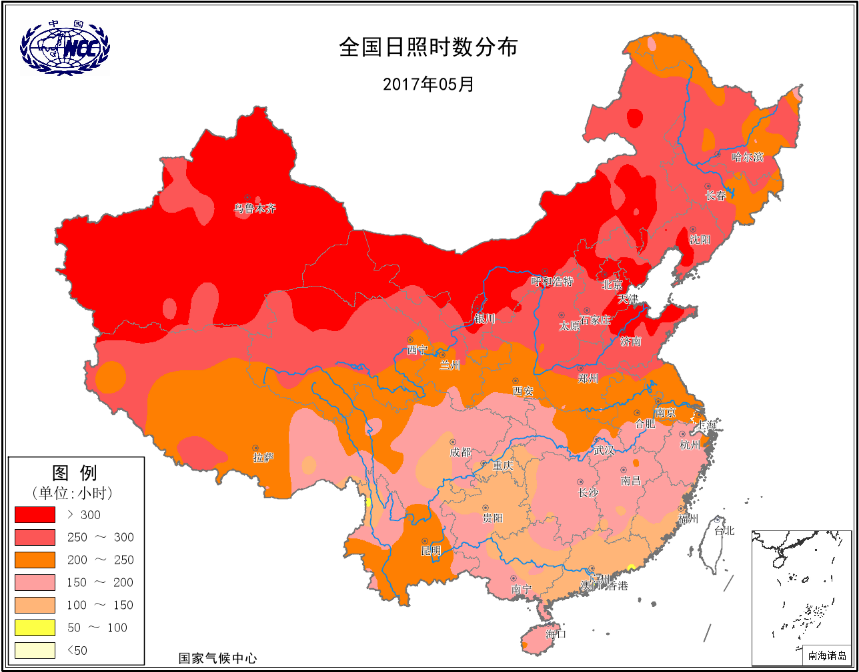 中 国
NCC
全国日照时数分布
2017年05月
哈尔滨
长春
乌鲁木齐
沈阳
呼和浩特
北京
天津
银川
太原
石家庄
济南
西宁
兰州
郑州
西安
南京
合肥
上海
拉萨
成都
武汉
杭州
重庆
南昌
长沙
贵阳
福州
台北
昆明
广州
澳门
香港
南宁
海口
图 例
(单位:小时)
> 300
250 ～ 300
200 ～ 250
150 ～ 200
100 ～ 150
50 ～ 100
<50
国家气候中心
南海诸岛